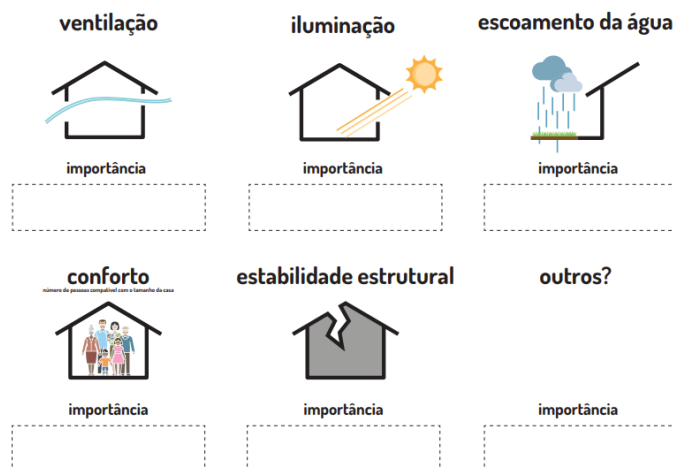 ventilação
iluminação
escoamento da água
importância
importância
importância
conforto
número de pessoas compatível com o tamanho da casa
estabilidade estrutural
outros?
importância
importância
importância